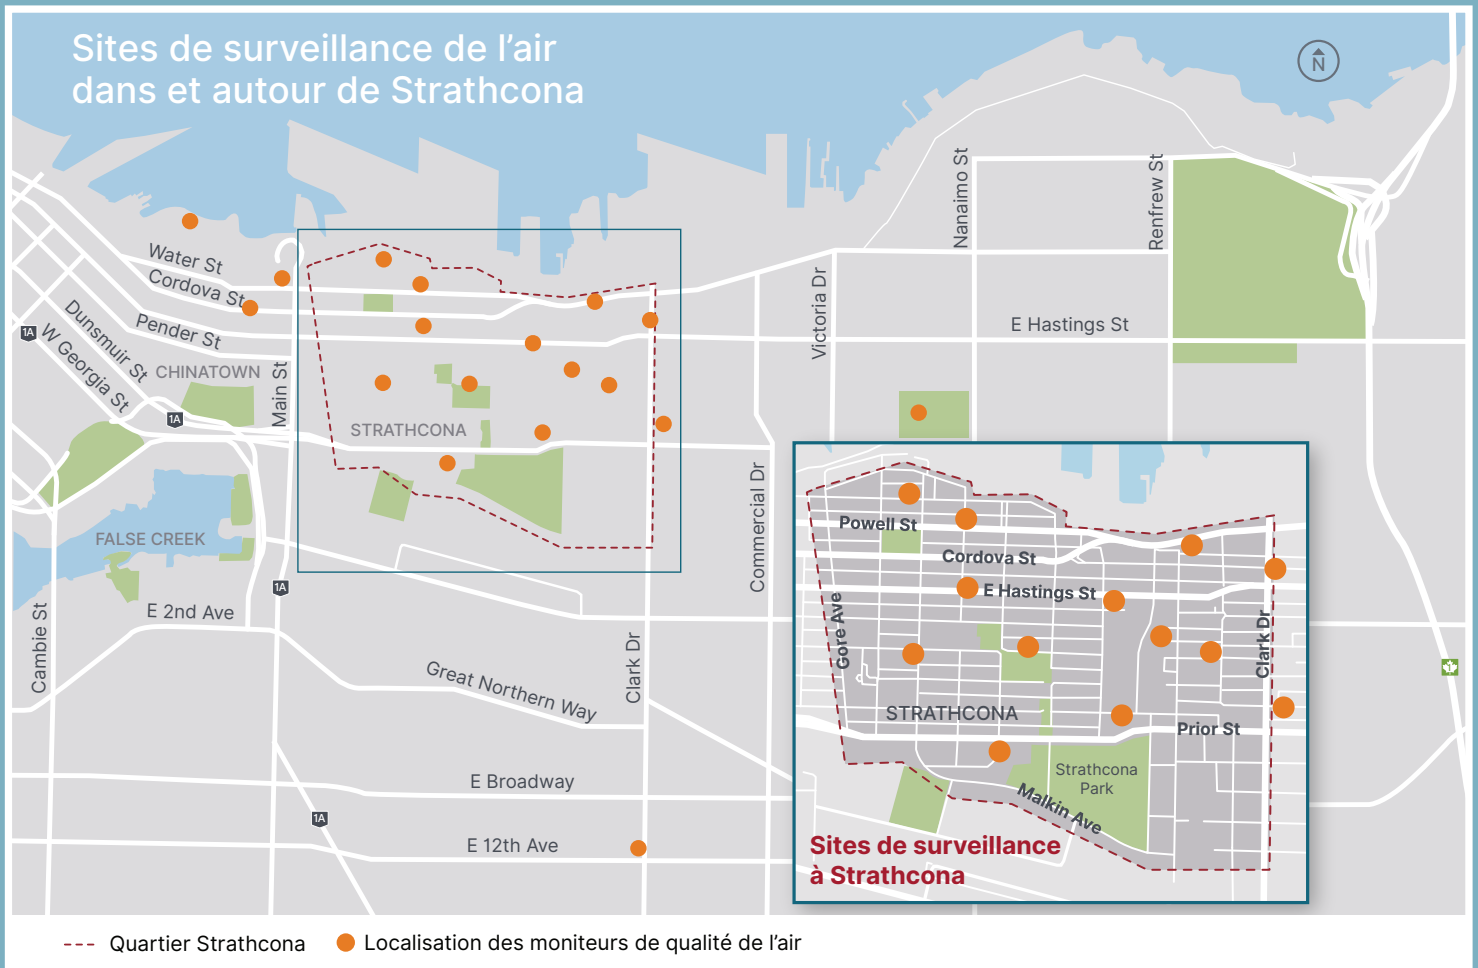 Sites de surveillance de l’air
dans et autour de Strathcona
N
Water St
Cordova St
Pender St
Dunsmuir St
W Georgia St
1A
1A
CHINATOWN
Main St
STRATHCONA
FALSE CREEK
1A
E 2nd Ave
Cambie St
Great Northern Way
Clark Dr
Commercial Dr
Victoria Dr
Nanaimo St
Renfrew St
E Hastings St
E Broadway
1A
E 12th Ave
1
Powell St
Cordova St
E Hastings St
Gore Ave
Clark Dr
STRATHCONA
Prior St
Strathcona
Park
Malkin Ave
Sites de surveillance
à Strathcona
Quartier Strathcona
Localisation des moniteurs de qualité de l’air